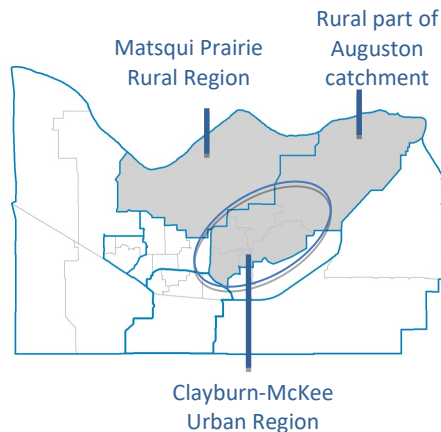 Matsqui Prairie
Rural Region
Rural part of
Auguston
catchment
Clayburn-McKee
Urban Region